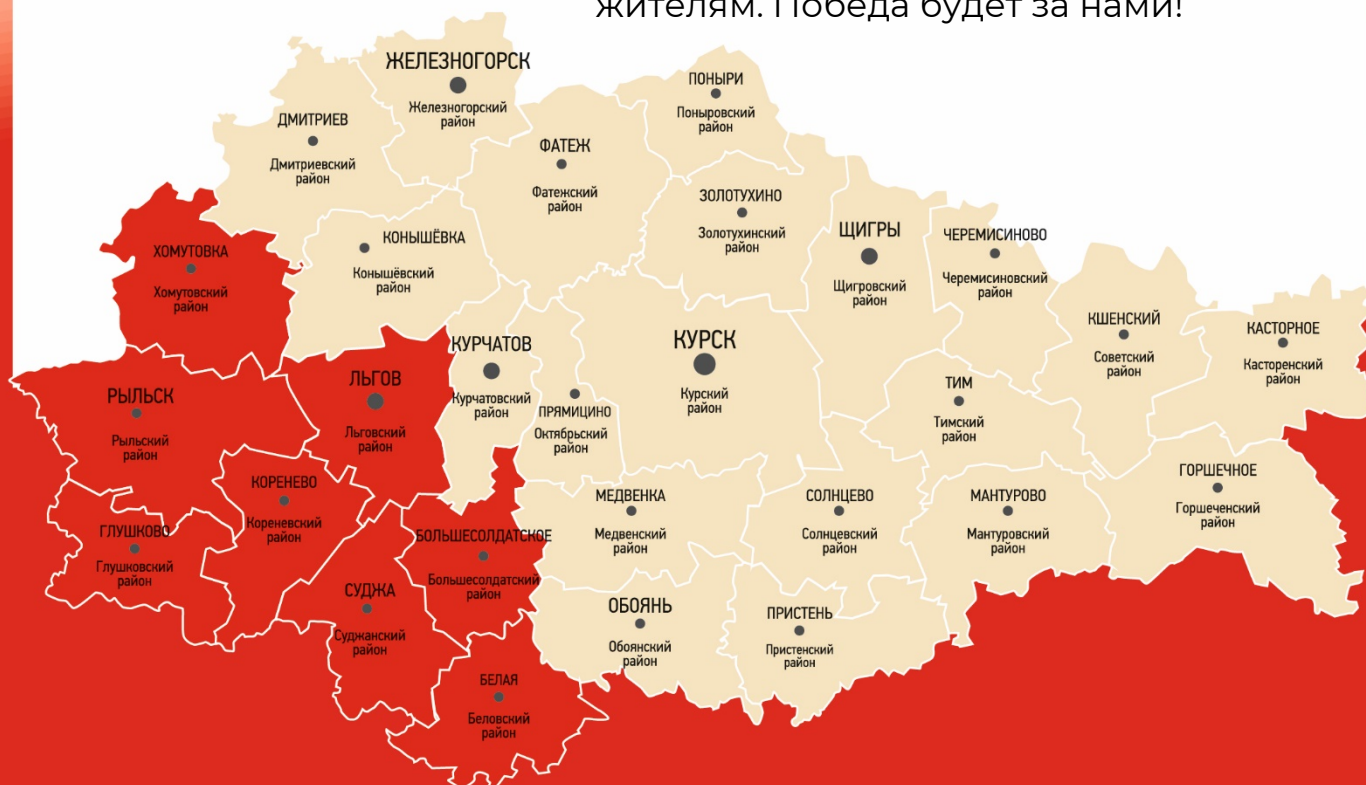 жителям. Победа будет за нами!
ЖЕЛЕЗНОГОРСК
Железногорский
район
ПОНЫРИ
Поныровский
район
ДМИТРИЕВ
Дмитриевский
район
ФАТЕЖ
Фатежский
район
ЗОЛОТУХИНО
Золотухинский
район
ХОМУТОВКА
Хомутовский
район
КОНЫШЁВКА
Конышёвский
район
ЩИГРЫ
Щигровский
район
ЧЕРЕМИСИНОВО
Черемисиновский
район
КШЕНСКИЙ
Советский
район
КАСТОРНОЕ
Касторенский
район
РЫЛЬСК
Рыльский
район
ЛЬГОВ
Льговский
район
КУРЧАТОВ
Курчатовский
район
ПРЯМИЦИНО
Октябрьский
район
КУРСК
Курский
район
ТИМ
Тимский
район
ГЛУШКОВО
Глушковский
район
КОРЕНЕВО
Кореневский
район
БОЛЬШЕСОЛДАТСКОЕ
Большесолдатский
район
МЕДВЕНКА
Медвенский
район
СОЛНЦЕВО
Солнцевский
район
МАНТУРОВО
Мантуровский
район
ГОРШЕЧНОЕ
Горшеченский
район
СУДЖА
Суджанский
район
ОБОЯНЬ
Обоянский
район
ПРИСТЕНЬ
Пристенский
район
БЕЛАЯ
Беловский
район